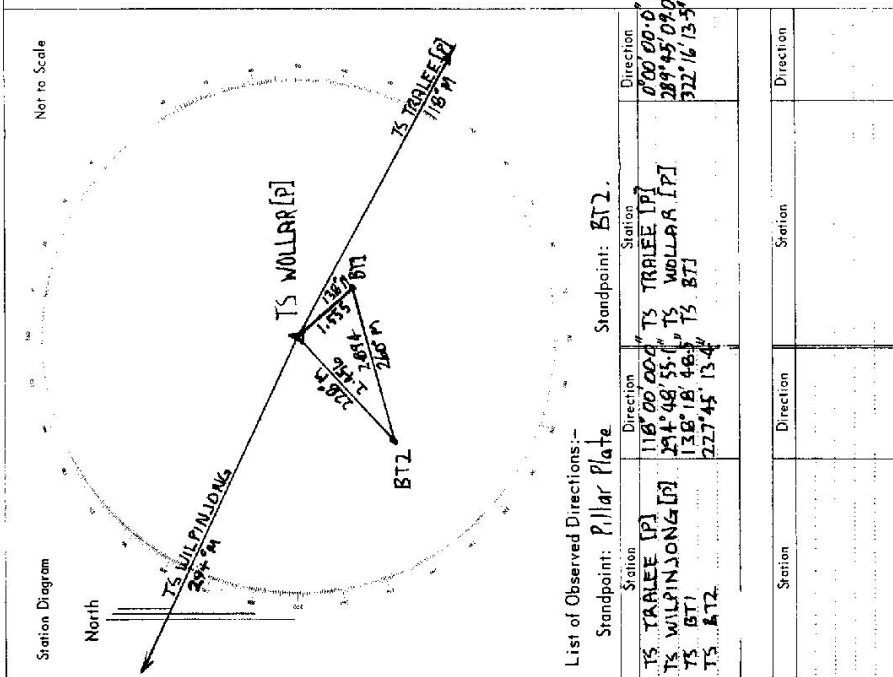 Station Diagram
Not to Scale
North
TS WILPINJONG
294° M
TS TRALEE [P]
118° M
TS WOLLAR [P]
138° M
1.555
BT1
228° M
2.456
2.894
260° M
BT2
List of Observed Directions:-
Standpoint: Pillar Plate
Station Direction
TS TRALEE [P] 118° 00' 00.0"
TS WILPINJONG [P] 294° 48' 55.1"
TS BT1 138° 18' 48.5"
TS BT2 227° 45' 13.4"
Standpoint: BT2.
Station Direction
TS TRALEE [P] 0° 00' 00.0"
TS WOLLAR [P] 289° 45' 09.0"
TS BT1 322° 16' 13.5"
Station Direction
Station Direction